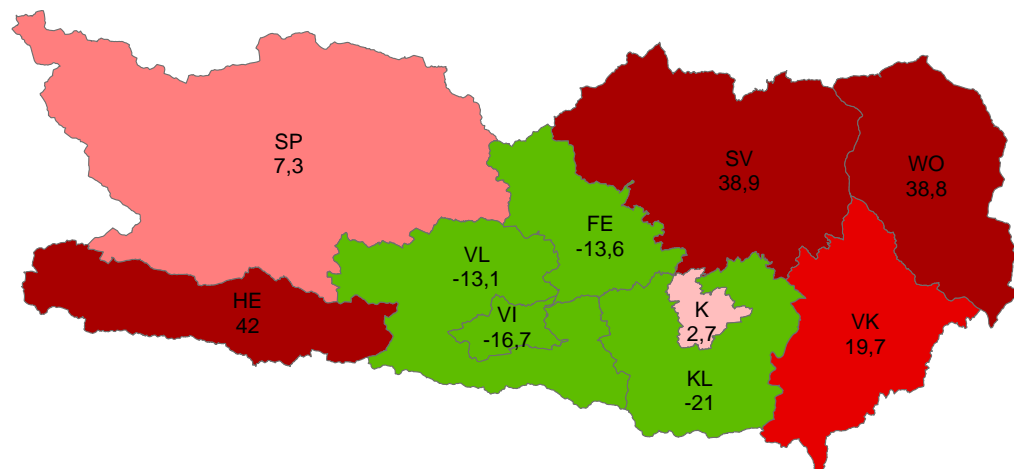 SP
7,3
SV
38,9
WO
38,8
FE
-13,6
VL
-13,1
HE
42
VI
-16,7
K
2,7
VK
19,7
KL
-21